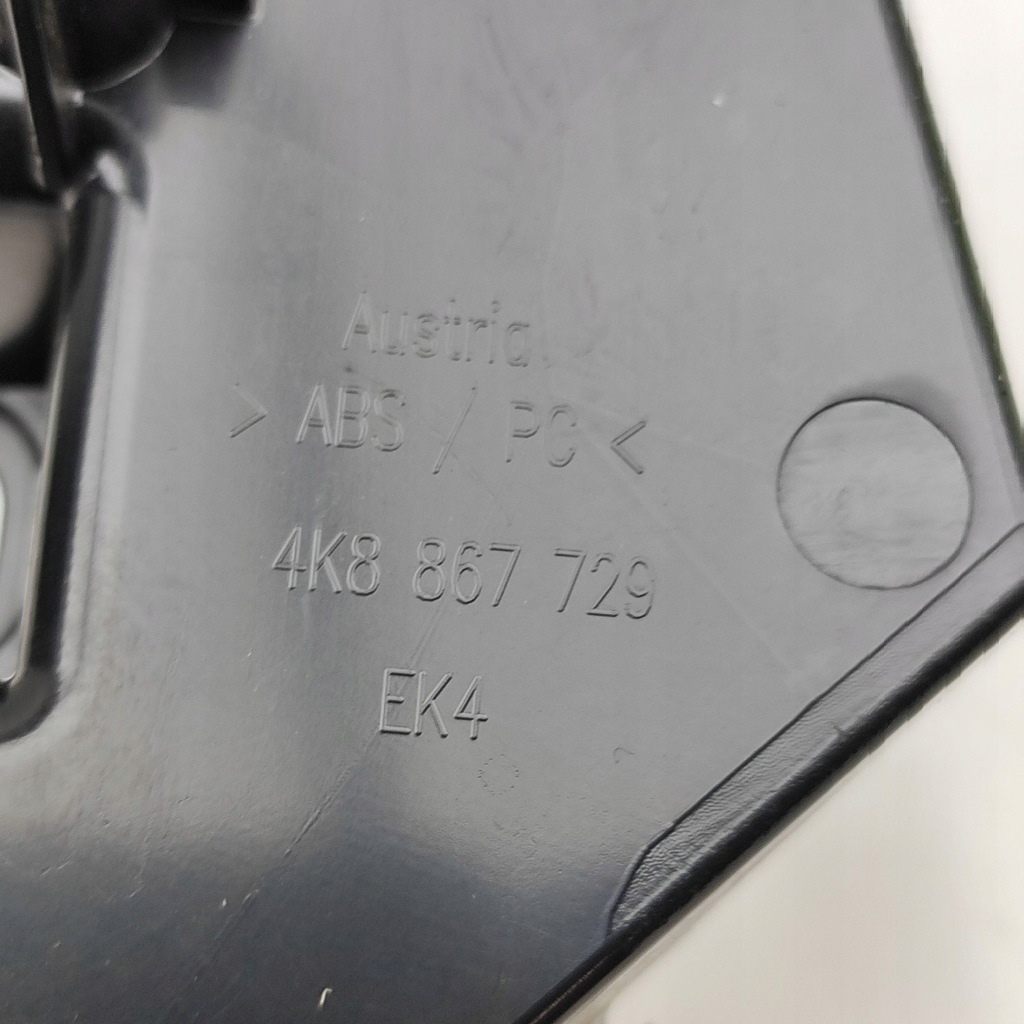 Austria
> ABS / PC <
4K8 867 729
EK4